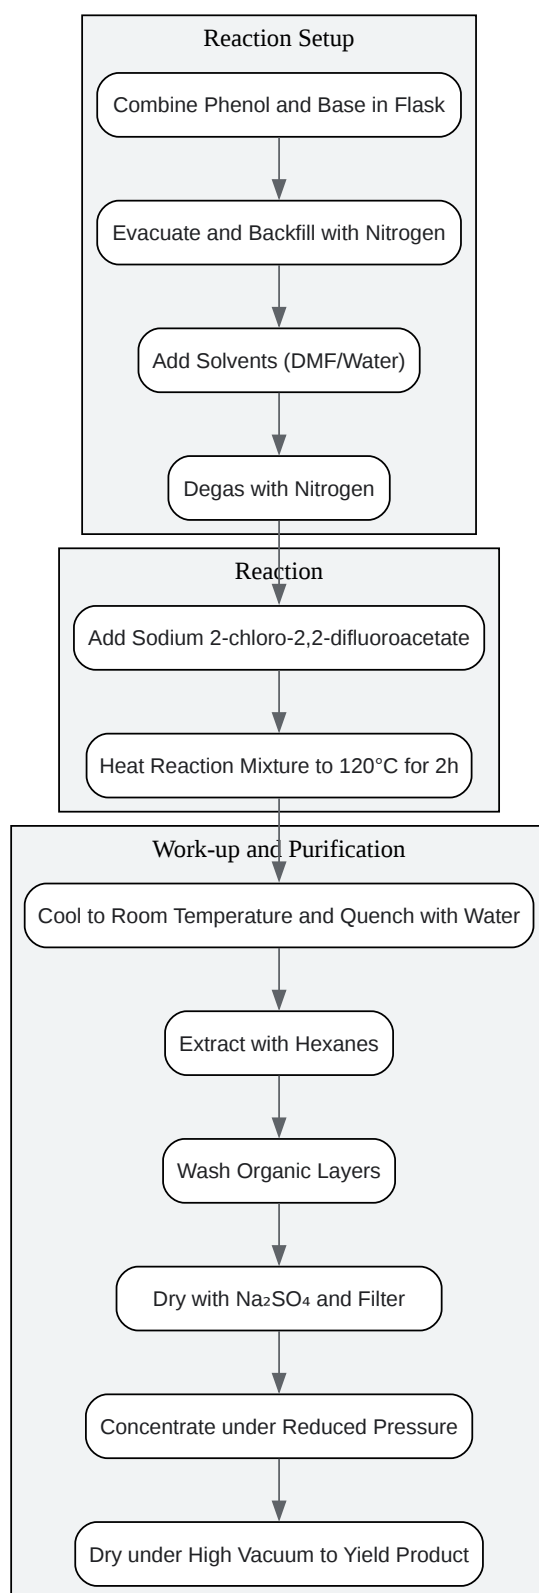 Reaction Setup
Combine Phenol and Base in Flask
Evacuate and Backfill with Nitrogen
Add Solvents (DMF/Water)
Degas with Nitrogen
Reaction
Add Sodium 2-chloro-2,2-difluoroacetate
Heat Reaction Mixture to 120°C for 2h
Work-up and Purification
Cool to Room Temperature and Quench with Water
Extract with Hexanes
Wash Organic Layers
Dry with Na₂SO₄ and Filter
Concentrate under Reduced Pressure
Dry under High Vacuum to Yield Product